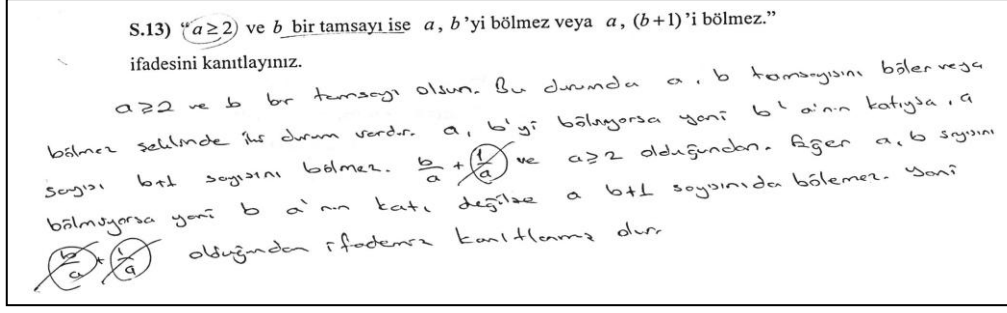 S.13) “a ≥ 2) ve b bir tamsayı ise a, b’yi bölmez veya a, (b+1)’i bölmez.”
ifadesini kanıtlayınız.
a≥2 ve b bir tamsayı olsun. Bu durumda a, b tamsayısını böler veya
bölmez şeklinde iki durum vardır. a, b'yi bölüyorsa yani b a'nın katıysa, a
sayısı b+1 sayısını bölmez. b/a + 1/a ve a≥2 olduğundan. Eğer a, b sayısını
bölmüyorsa yani b a'nın katı değilse a b+1 sayısını da bölemez. Yani
b/a + 1/a olduğundan ifademiz kanıtlanmış olur.